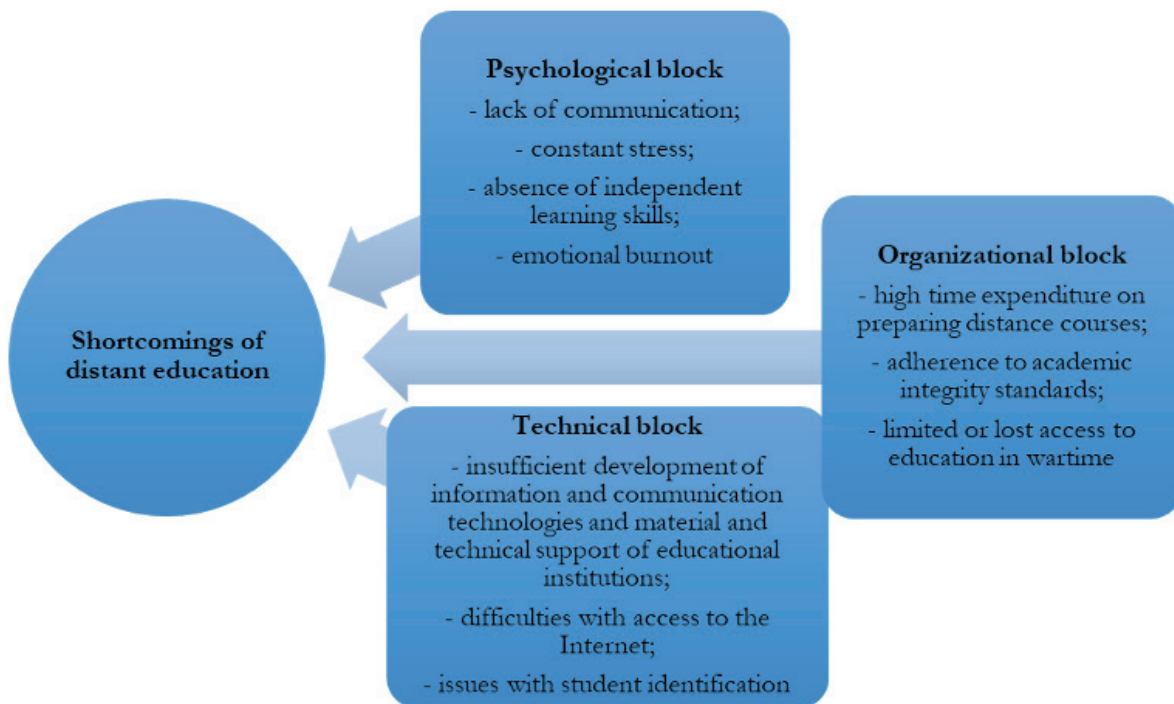 Psychological block
- lack of communication;
- constant stress;
- absence of independent
learning skills;
- emotional burnout
Shortcomings of
distant education
Organizational block
- high time expenditure on
preparing distance courses;
- adherence to academic
integrity standards;
- limited or lost access to
education in wartime
Technical block
- insufficient development of
information and communication
technologies and material and
technical support of educational
institutions;
- difficulties with access to the
Internet;
- issues with student identification